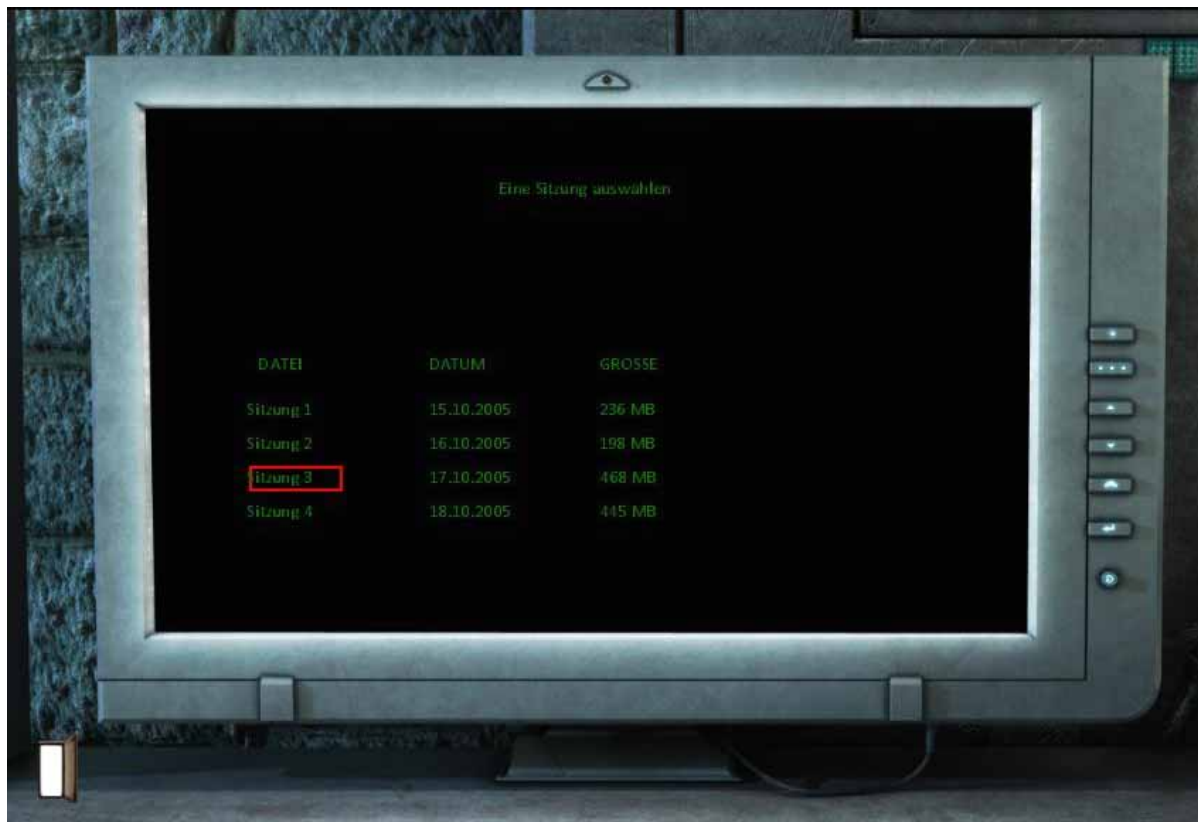 Eine Sitzung auswählen
DATEI DATUM GROSSE
Sitzung 1 15.10.2005 236 MB
Sitzung 2 16.10.2005 198 MB
Sitzung 3 17.10.2005 468 MB
Sitzung 4 18.10.2005 445 MB